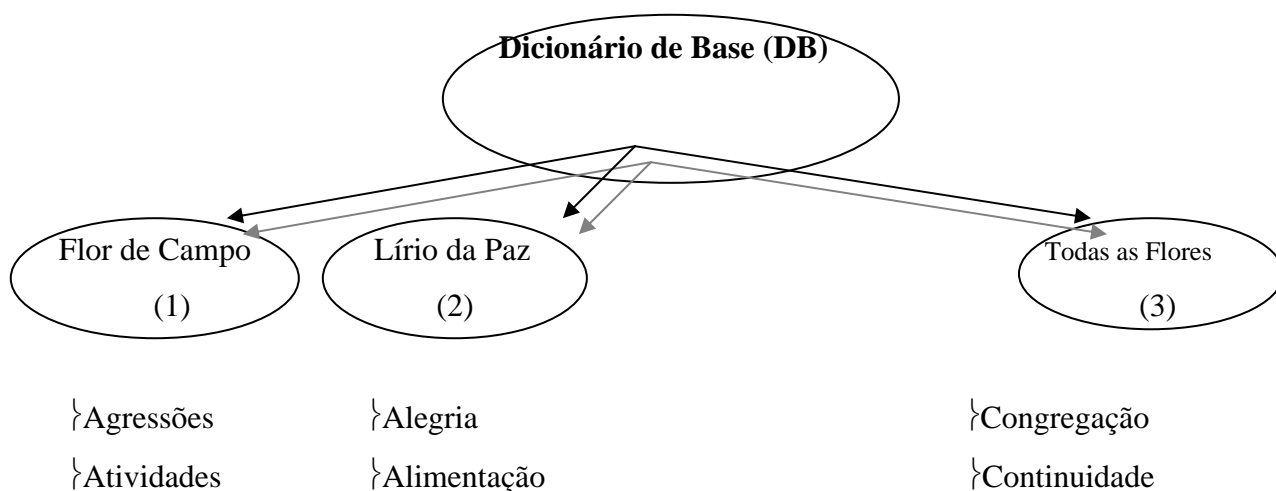 Dicionário de Base (DB)
Flor de Campo
(1)
Lírio da Paz
(2)
Todas as Flores
(3)
Agressões
Atividades
Alegria
Alimentação
Congregação
Continuidade